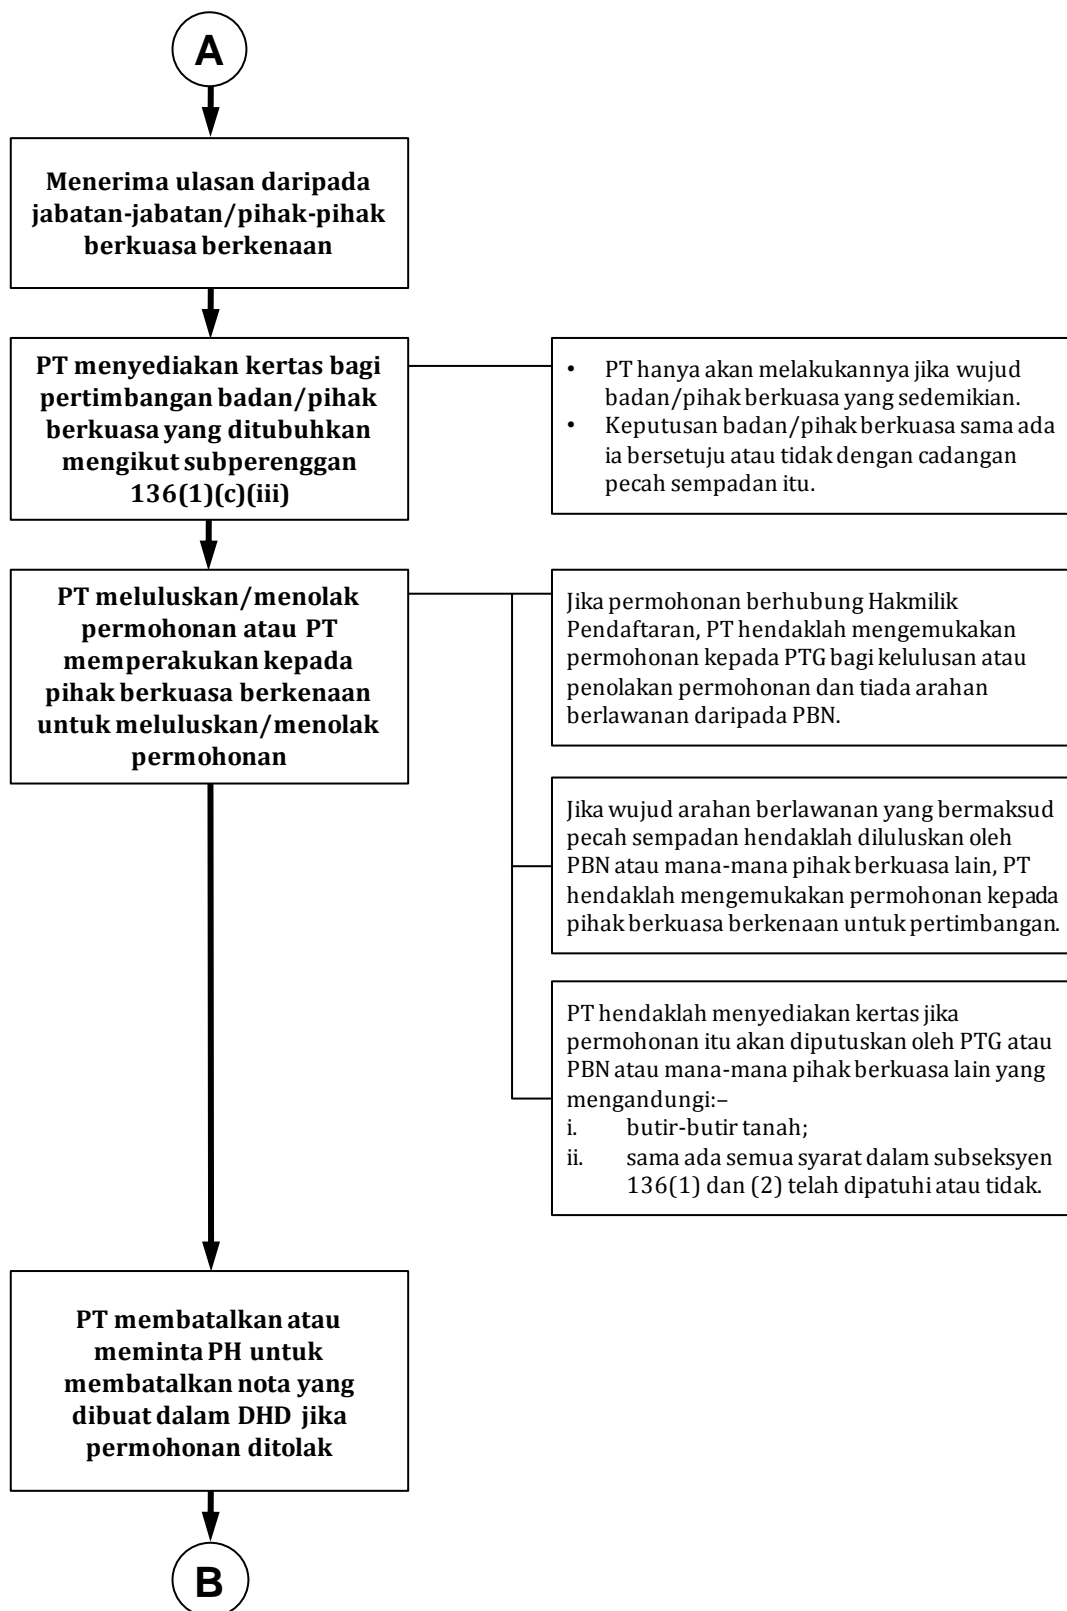 A
Menerima ulasan daripada
jabatan-jabatan/pihak-pihak
berkuasa berkenaan
PT menyediakan kertas bagi
pertimbangan badan/pihak
berkuasa yang ditubuhkan
mengikut subperenggan
136(1)(c)(iii)
• PT hanya akan melakukannya jika wujud
badan/pihak berkuasa yang sedemikian.
• Keputusan badan/pihak berkuasa sama ada
ia bersetuju atau tidak dengan cadangan
pecah sempadan itu.
PT meluluskan/menolak
permohonan atau PT
memperakukan kepada
pihak berkuasa berkenaan
untuk meluluskan/menolak
permohonan
Jika permohonan berhubung Hakmilik
Pendaftaran, PT hendaklah mengemukakan
permohonan kepada PTG bagi kelulusan atau
penolakan permohonan dan tiada arahan
berlawanan daripada PBN.
Jika wujud arahan berlawanan yang bermaksud
pecah sempadan hendaklah diluluskan oleh
PBN atau mana-mana pihak berkuasa lain, PT
hendaklah mengemukakan permohonan kepada
pihak berkuasa berkenaan untuk pertimbangan.
PT hendaklah menyediakan kertas jika
permohonan itu akan diputuskan oleh PTG atau
PBN atau mana-mana pihak berkuasa lain yang
mengandungi:–
i. butir-butir tanah;
ii. sama ada semua syarat dalam subseksyen
136(1) dan (2) telah dipatuhi atau tidak.
PT membatalkan atau
meminta PH untuk
membatalkan nota yang
dibuat dalam DHD jika
permohonan ditolak
B